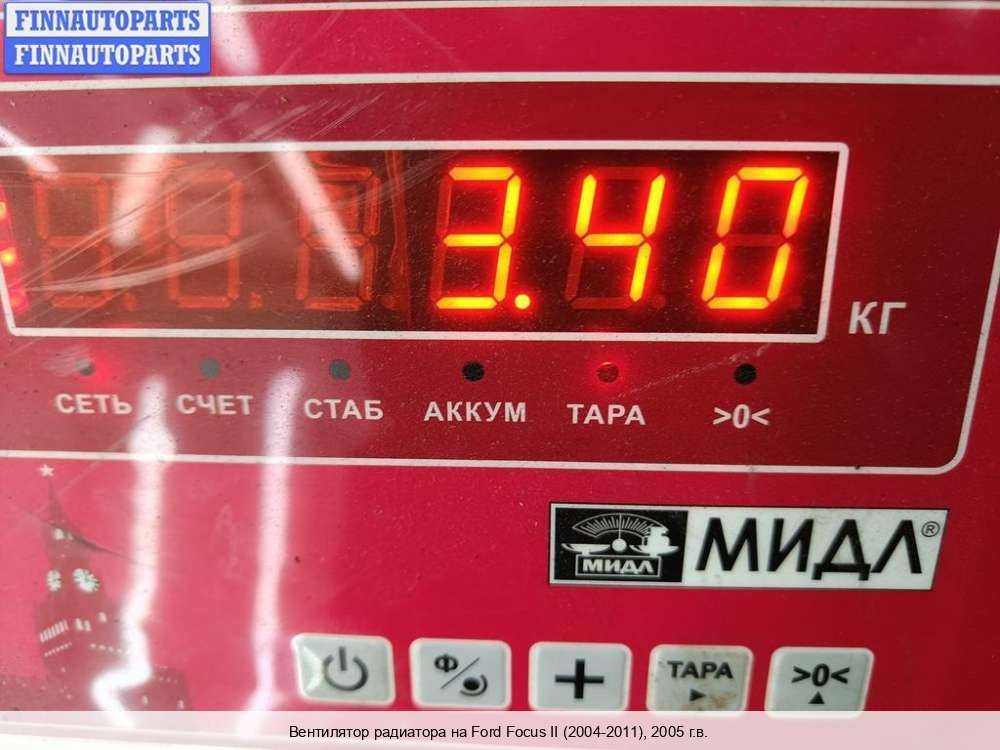 FINNAUTOPARTS
FINNAUTOPARTS
3.40
КГ
СЕТЬ СЧЕТ СТАБ АККУМ ТАРА >0<
МИДЛ МИДЛ®
Ф ТАРА >0<
Вентилятор радиатора на Ford Focus II (2004-2011), 2005 г.в.